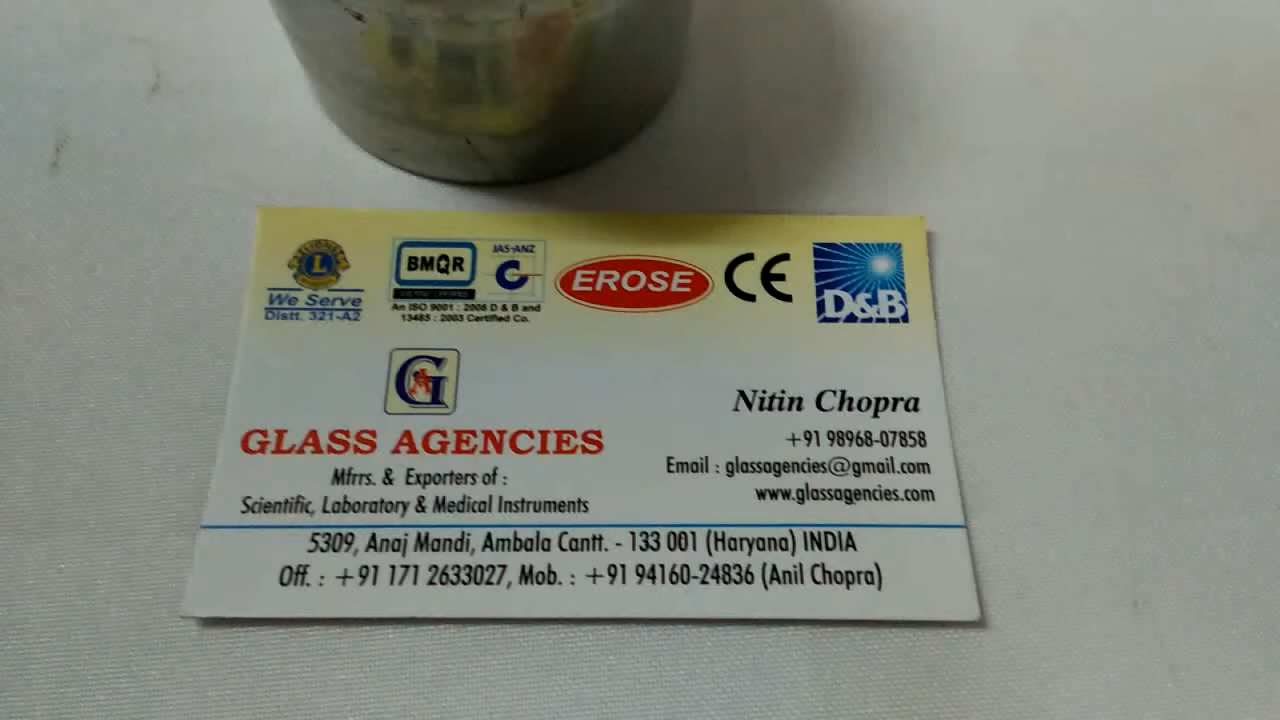 LIONS
L
We Serve
Distt. 321-A2
BMQR
JAS-ANZ
An ISO 9001 : 2008 D & B and
13485 : 2003 Certified Co.
EROSE
CE
D&B
G
GLASS AGENCIES
Mfrrs. & Exporters of :
Scientific, Laboratory & Medical Instruments
Nitin Chopra
+91 98968-07858
Email : glassagencies@gmail.com
www.glassagencies.com
5309, Anaj Mandi, Ambala Cantt. - 133 001 (Haryana) INDIA
Off. : +91 171 2633027, Mob. : +91 94160-24836 (Anil Chopra)